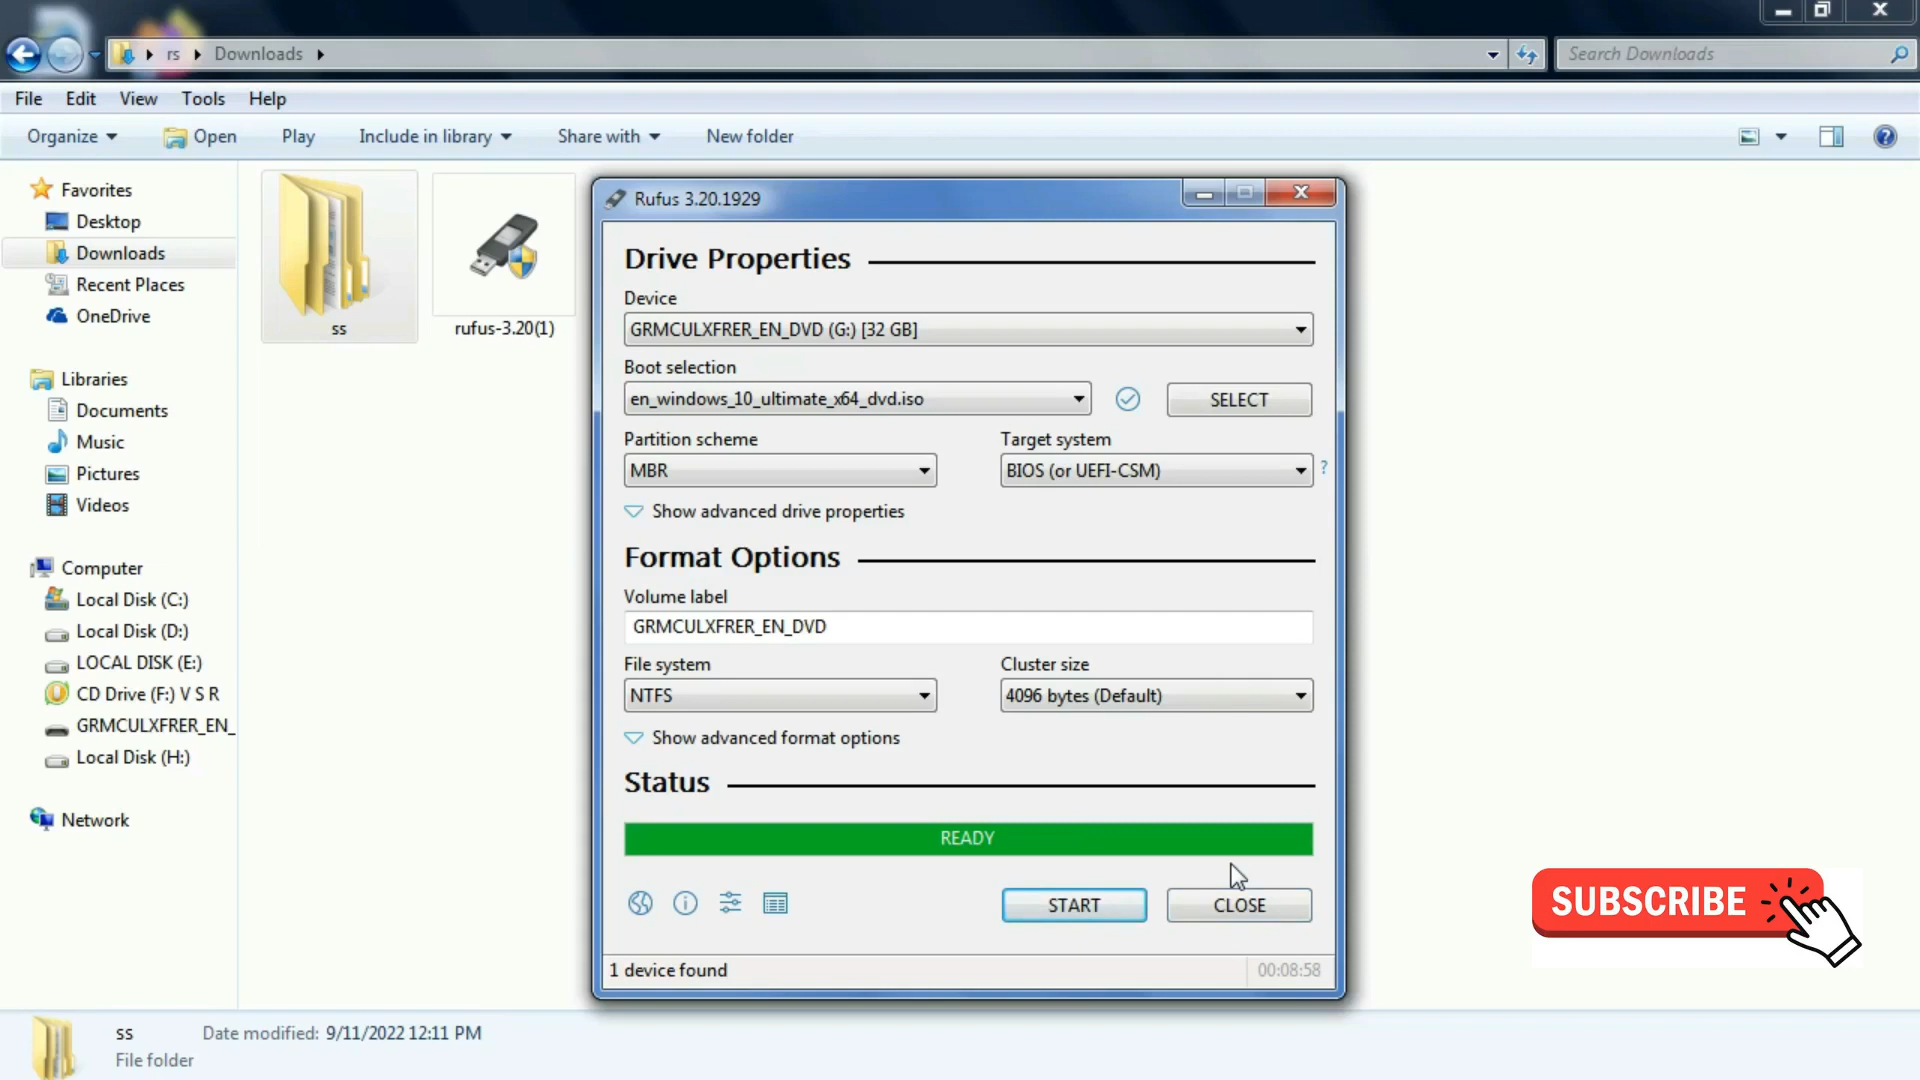 rs
Downloads
Search Downloads
File Edit View Tools Help
Organize Open Play Include in library Share with New folder
Favorites
Desktop
Downloads
Recent Places
OneDrive
Libraries
Documents
Music
Pictures
Videos
Computer
Local Disk (C:)
Local Disk (D:)
LOCAL DISK (E:)
CD Drive (F:) V S R
GRMCULXFRER_EN_
Local Disk (H:)
Network
ss
rufus-3.20(1)
Rufus 3.20.1929
Drive Properties
Device
GRMCULXFRER_EN_DVD (G:) [32 GB]
Boot selection
en_windows_10_ultimate_x64_dvd.iso
SELECT
Partition scheme
Target system
MBR
BIOS (or UEFI-CSM)
?
Show advanced drive properties
Format Options
Volume label
GRMCULXFRER_EN_DVD
File system
Cluster size
NTFS
4096 bytes (Default)
Show advanced format options
Status
READY
START
CLOSE
1 device found
00:08:58
SUBSCRIBE
ss Date modified: 9/11/2022 12:11 PM
File folder